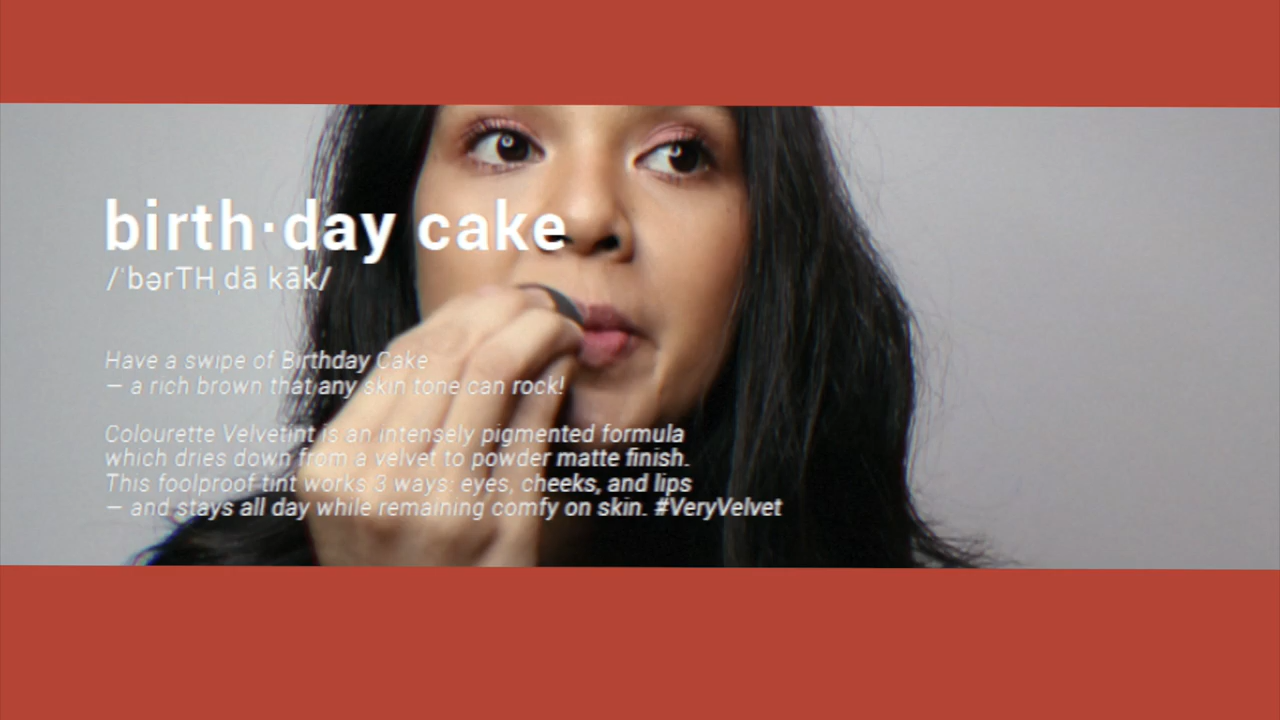 birth·day cake
/ˈbərTHˌdā kāk/
Have a swipe of Birthday Cake
— a rich brown that any skin tone can rock!
Colourette Velvetint is an intensely pigmented formula
which dries down from a velvet to powder matte finish.
This foolproof tint works 3 ways: eyes, cheeks, and lips
— and stays all day while remaining comfy on skin. #VeryVelvet